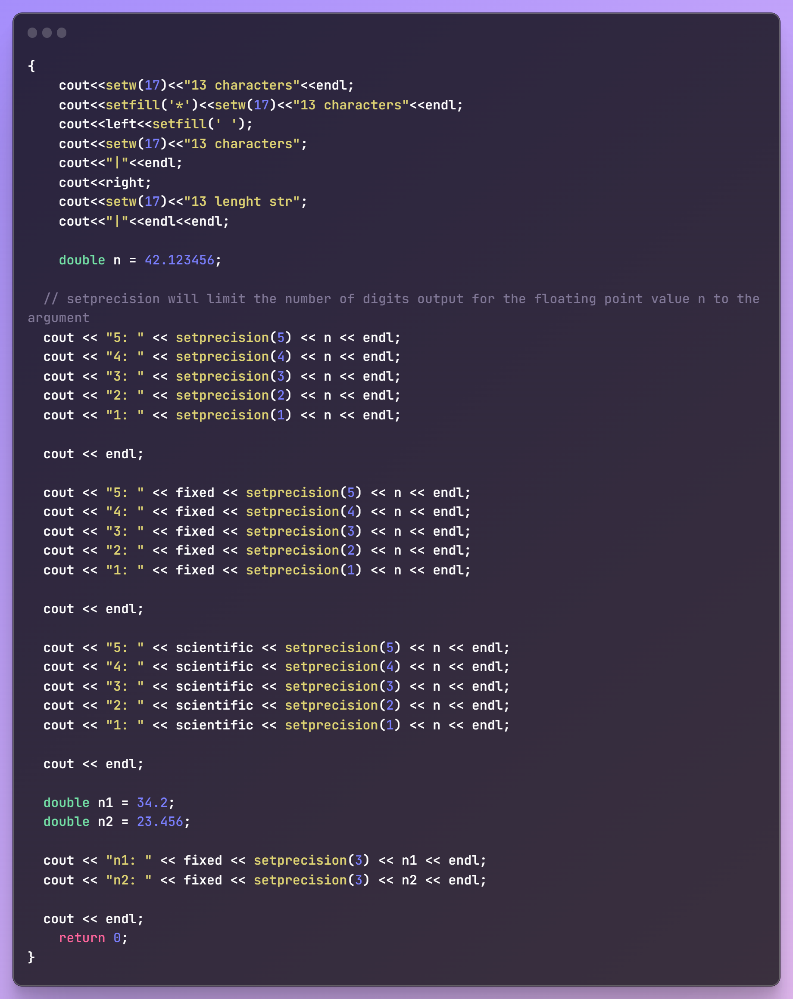 {
    cout<<setw(17)<<"13 characters"<<endl;
    cout<<setfill('*')<<setw(17)<<"13 characters"<<endl;
    cout<<left<<setfill(' ');
    cout<<setw(17)<<"13 characters";
    cout<<"|"<<endl;
    cout<<right;
    cout<<setw(17)<<"13 lenght str";
    cout<<"|"<<endl<<endl;

    double n = 42.123456;

  // setprecision will limit the number of digits output for the floating point value n to the
argument
  cout << "5: " << setprecision(5) << n << endl;
  cout << "4: " << setprecision(4) << n << endl;
  cout << "3: " << setprecision(3) << n << endl;
  cout << "2: " << setprecision(2) << n << endl;
  cout << "1: " << setprecision(1) << n << endl;

  cout << endl;

  cout << "5: " << fixed << setprecision(5) << n << endl;
  cout << "4: " << fixed << setprecision(4) << n << endl;
  cout << "3: " << fixed << setprecision(3) << n << endl;
  cout << "2: " << fixed << setprecision(2) << n << endl;
  cout << "1: " << fixed << setprecision(1) << n << endl;

  cout << endl;

  cout << "5: " << scientific << setprecision(5) << n << endl;
  cout << "4: " << scientific << setprecision(4) << n << endl;
  cout << "3: " << scientific << setprecision(3) << n << endl;
  cout << "2: " << scientific << setprecision(2) << n << endl;
  cout << "1: " << scientific << setprecision(1) << n << endl;

  cout << endl;

  double n1 = 34.2;
  double n2 = 23.456;

  cout << "n1: " << fixed << setprecision(3) << n1 << endl;
  cout << "n2: " << fixed << setprecision(3) << n2 << endl;

  cout << endl;
    return 0;
}